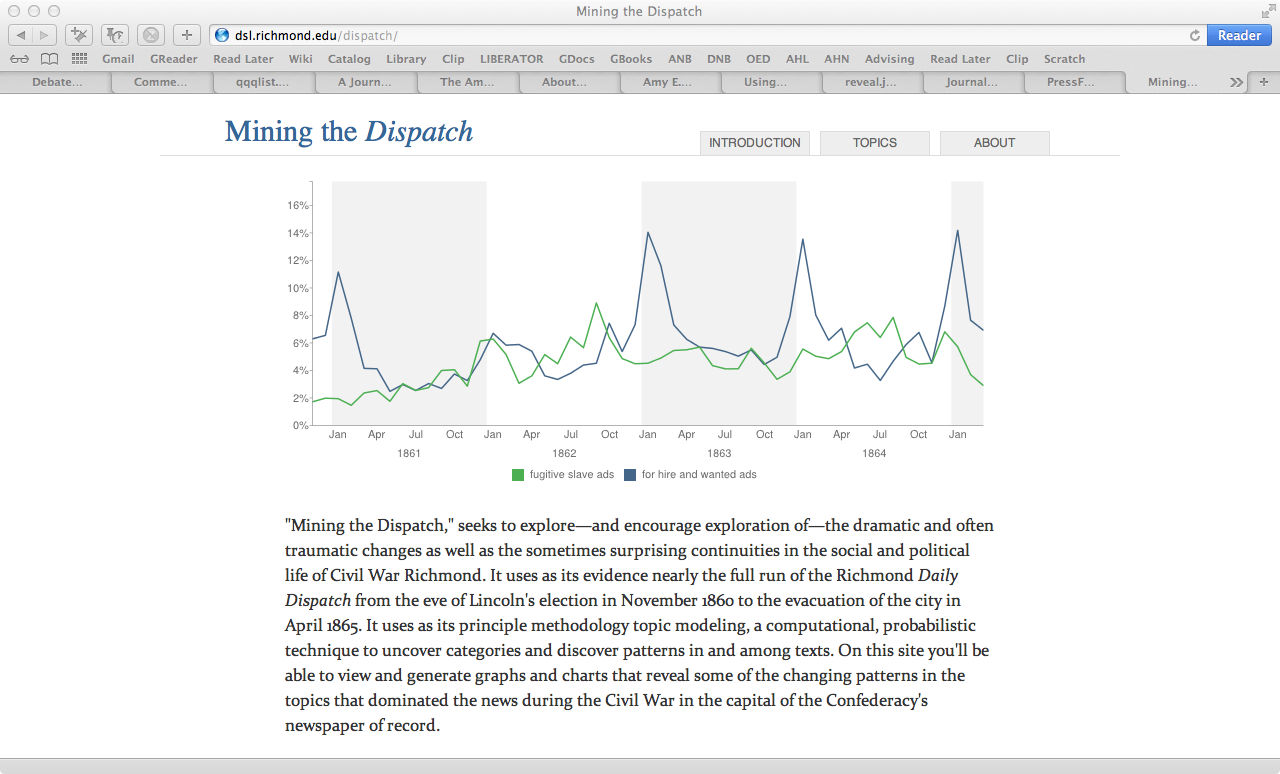 Mining the Dispatch
dsl.richmond.edu/dispatch/
Reader
Gmail GReader Read Later Wiki Catalog Library Clip LIBERATOR GDocs GBooks ANB DNB OED AHL AHN Advising Read Later Clip Scratch
Debate... Comme... qqqlist... A Journ... The Am... About... Amy E.... Using... reveal.j... Journal... PressF... Mining...
Mining the Dispatch
INTRODUCTION TOPICS ABOUT
16%
14%
12%
10%
8%
6%
4%
2%
0%
Jan Apr Jul Oct Jan Apr Jul Oct Jan Apr Jul Oct Jan Apr Jul Oct Jan
1861 1862 1863 1864
fugitive slave ads for hire and wanted ads
"Mining the Dispatch," seeks to explore—and encourage exploration of—the dramatic and often
traumatic changes as well as the sometimes surprising continuities in the social and political
life of Civil War Richmond. It uses as its evidence nearly the full run of the Richmond Daily
Dispatch from the eve of Lincoln's election in November 1860 to the evacuation of the city in
April 1865. It uses as its principle methodology topic modeling, a computational, probabilistic
technique to uncover categories and discover patterns in and among texts. On this site you'll be
able to view and generate graphs and charts that reveal some of the changing patterns in the
topics that dominated the news during the Civil War in the capital of the Confederacy's
newspaper of record.